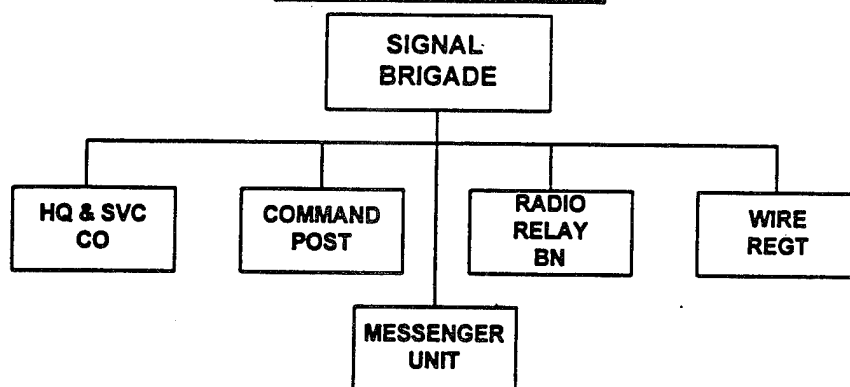 SIGNAL
BRIGADE
HQ & SVC
CO
COMMAND
POST
RADIO
RELAY
BN
WIRE
REGT
MESSENGER
UNIT